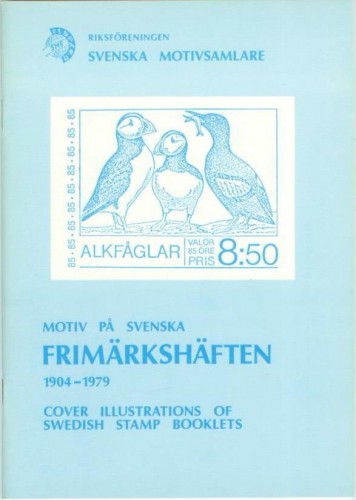 RIKSFÖRENINGEN
SVENSKA MOTIVSAMLARE
85·85·85·85·85·85·85·85
ALKFÅGLAR
VALÖR
85 ÖRE
PRIS
8:50
MOTIV PÅ SVENSKA
FRIMÄRKSHÄFTEN
1904–1979
COVER ILLUSTRATIONS OF
SWEDISH STAMP BOOKLETS